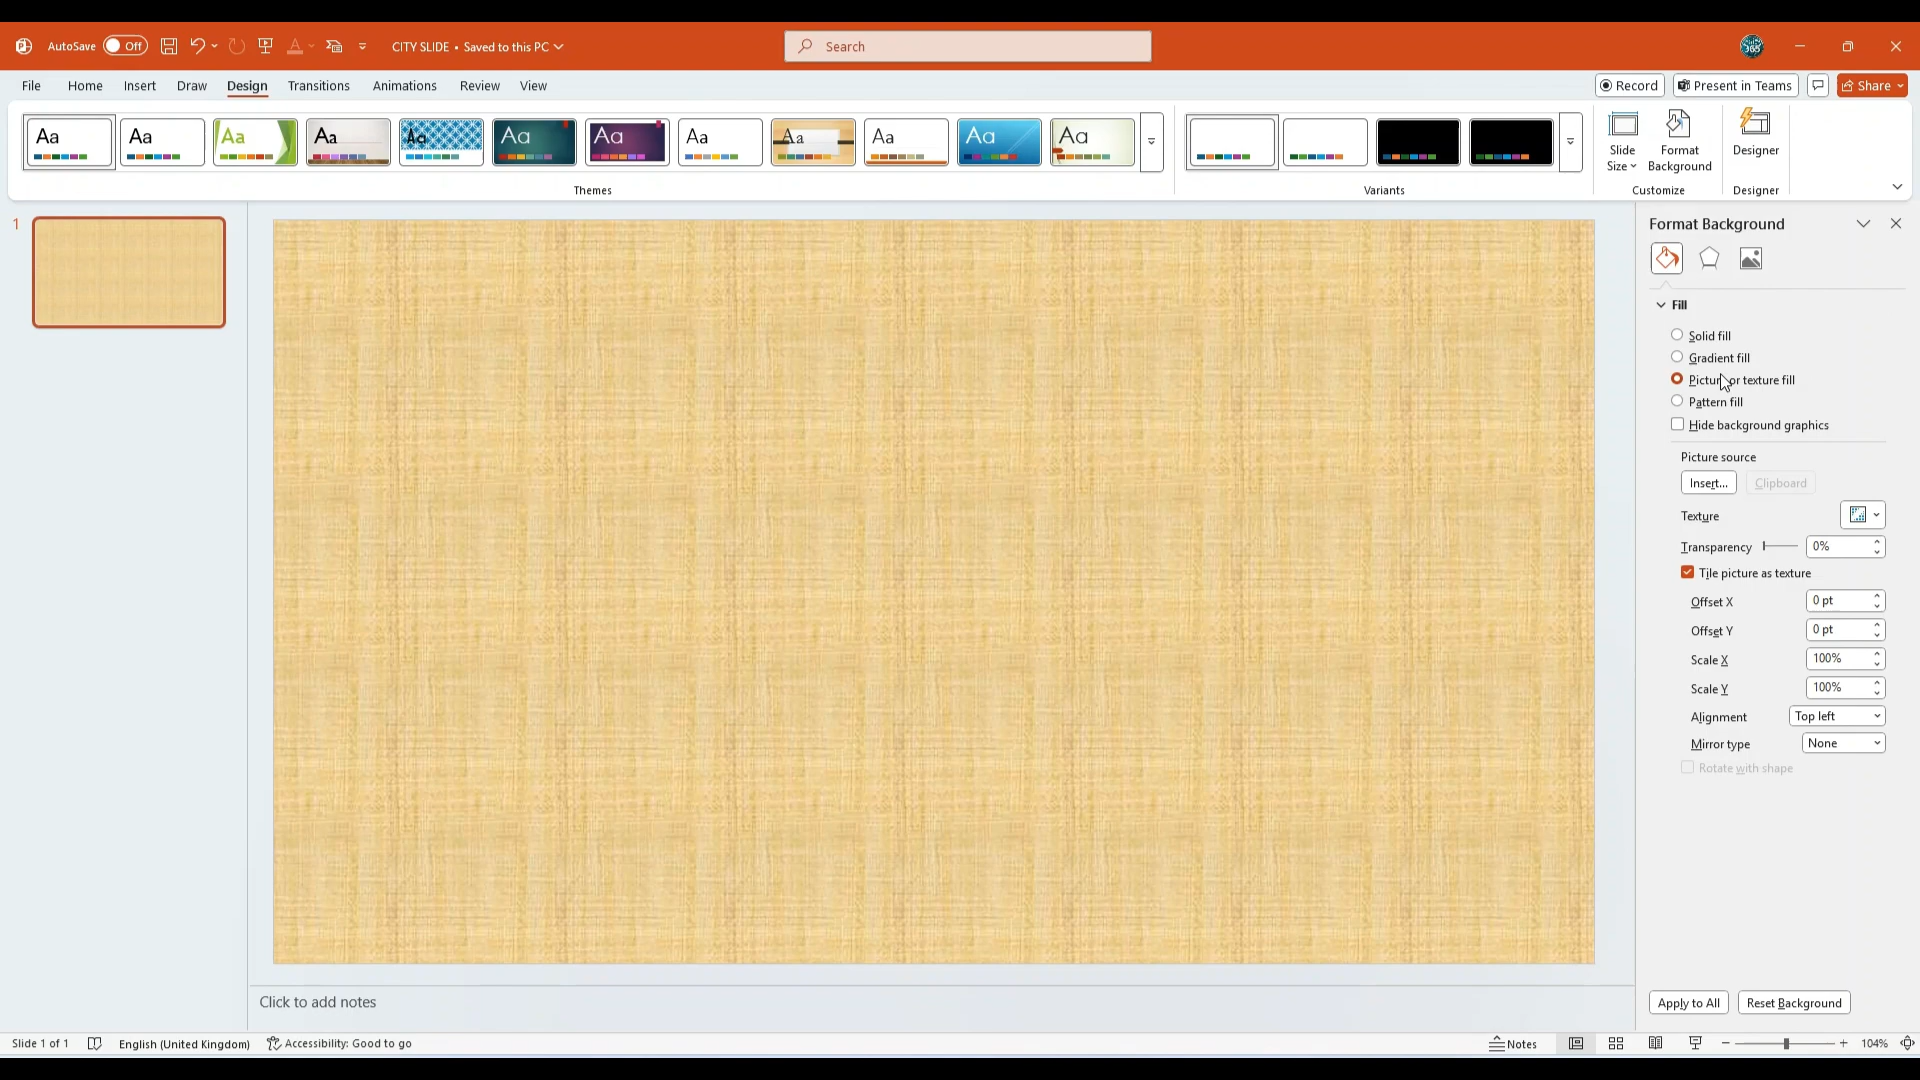 AutoSave Off CITY SLIDE • Saved to this PC Search
File Home Insert Draw Design Transitions Animations Review View Record Present in Teams Share
Aa Aa Aa Aa Aa Aa Aa Aa Aa Aa Aa Aa
Slide Size
Format Background
Designer
Themes Variants Customize Designer
1
Format Background
Fill
Solid fill
Gradient fill
Picture or texture fill
Pattern fill
Hide background graphics
Picture source
Insert... Clipboard
Texture
Transparency 0%
Tile picture as texture
Offset X 0 pt
Offset Y 0 pt
Scale X 100%
Scale Y 100%
Alignment Top left
Mirror type None
Rotate with shape
Apply to All Reset Background
Click to add notes
Slide 1 of 1 English (United Kingdom) Accessibility: Good to go Notes 104%